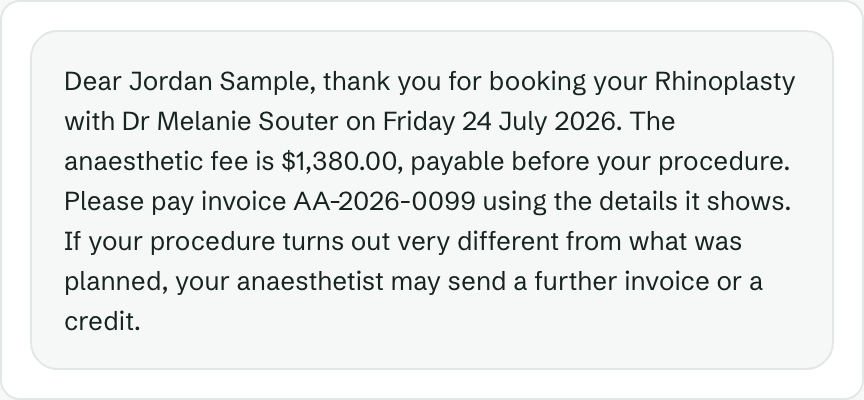 Dear Jordan Sample, thank you for booking your Rhinoplasty
with Dr Melanie Souter on Friday 24 July 2026. The
anaesthetic fee is $1,380.00, payable before your procedure.
Please pay invoice AA-2026-0099 using the details it shows.
If your procedure turns out very different from what was
planned, your anaesthetist may send a further invoice or a
credit.